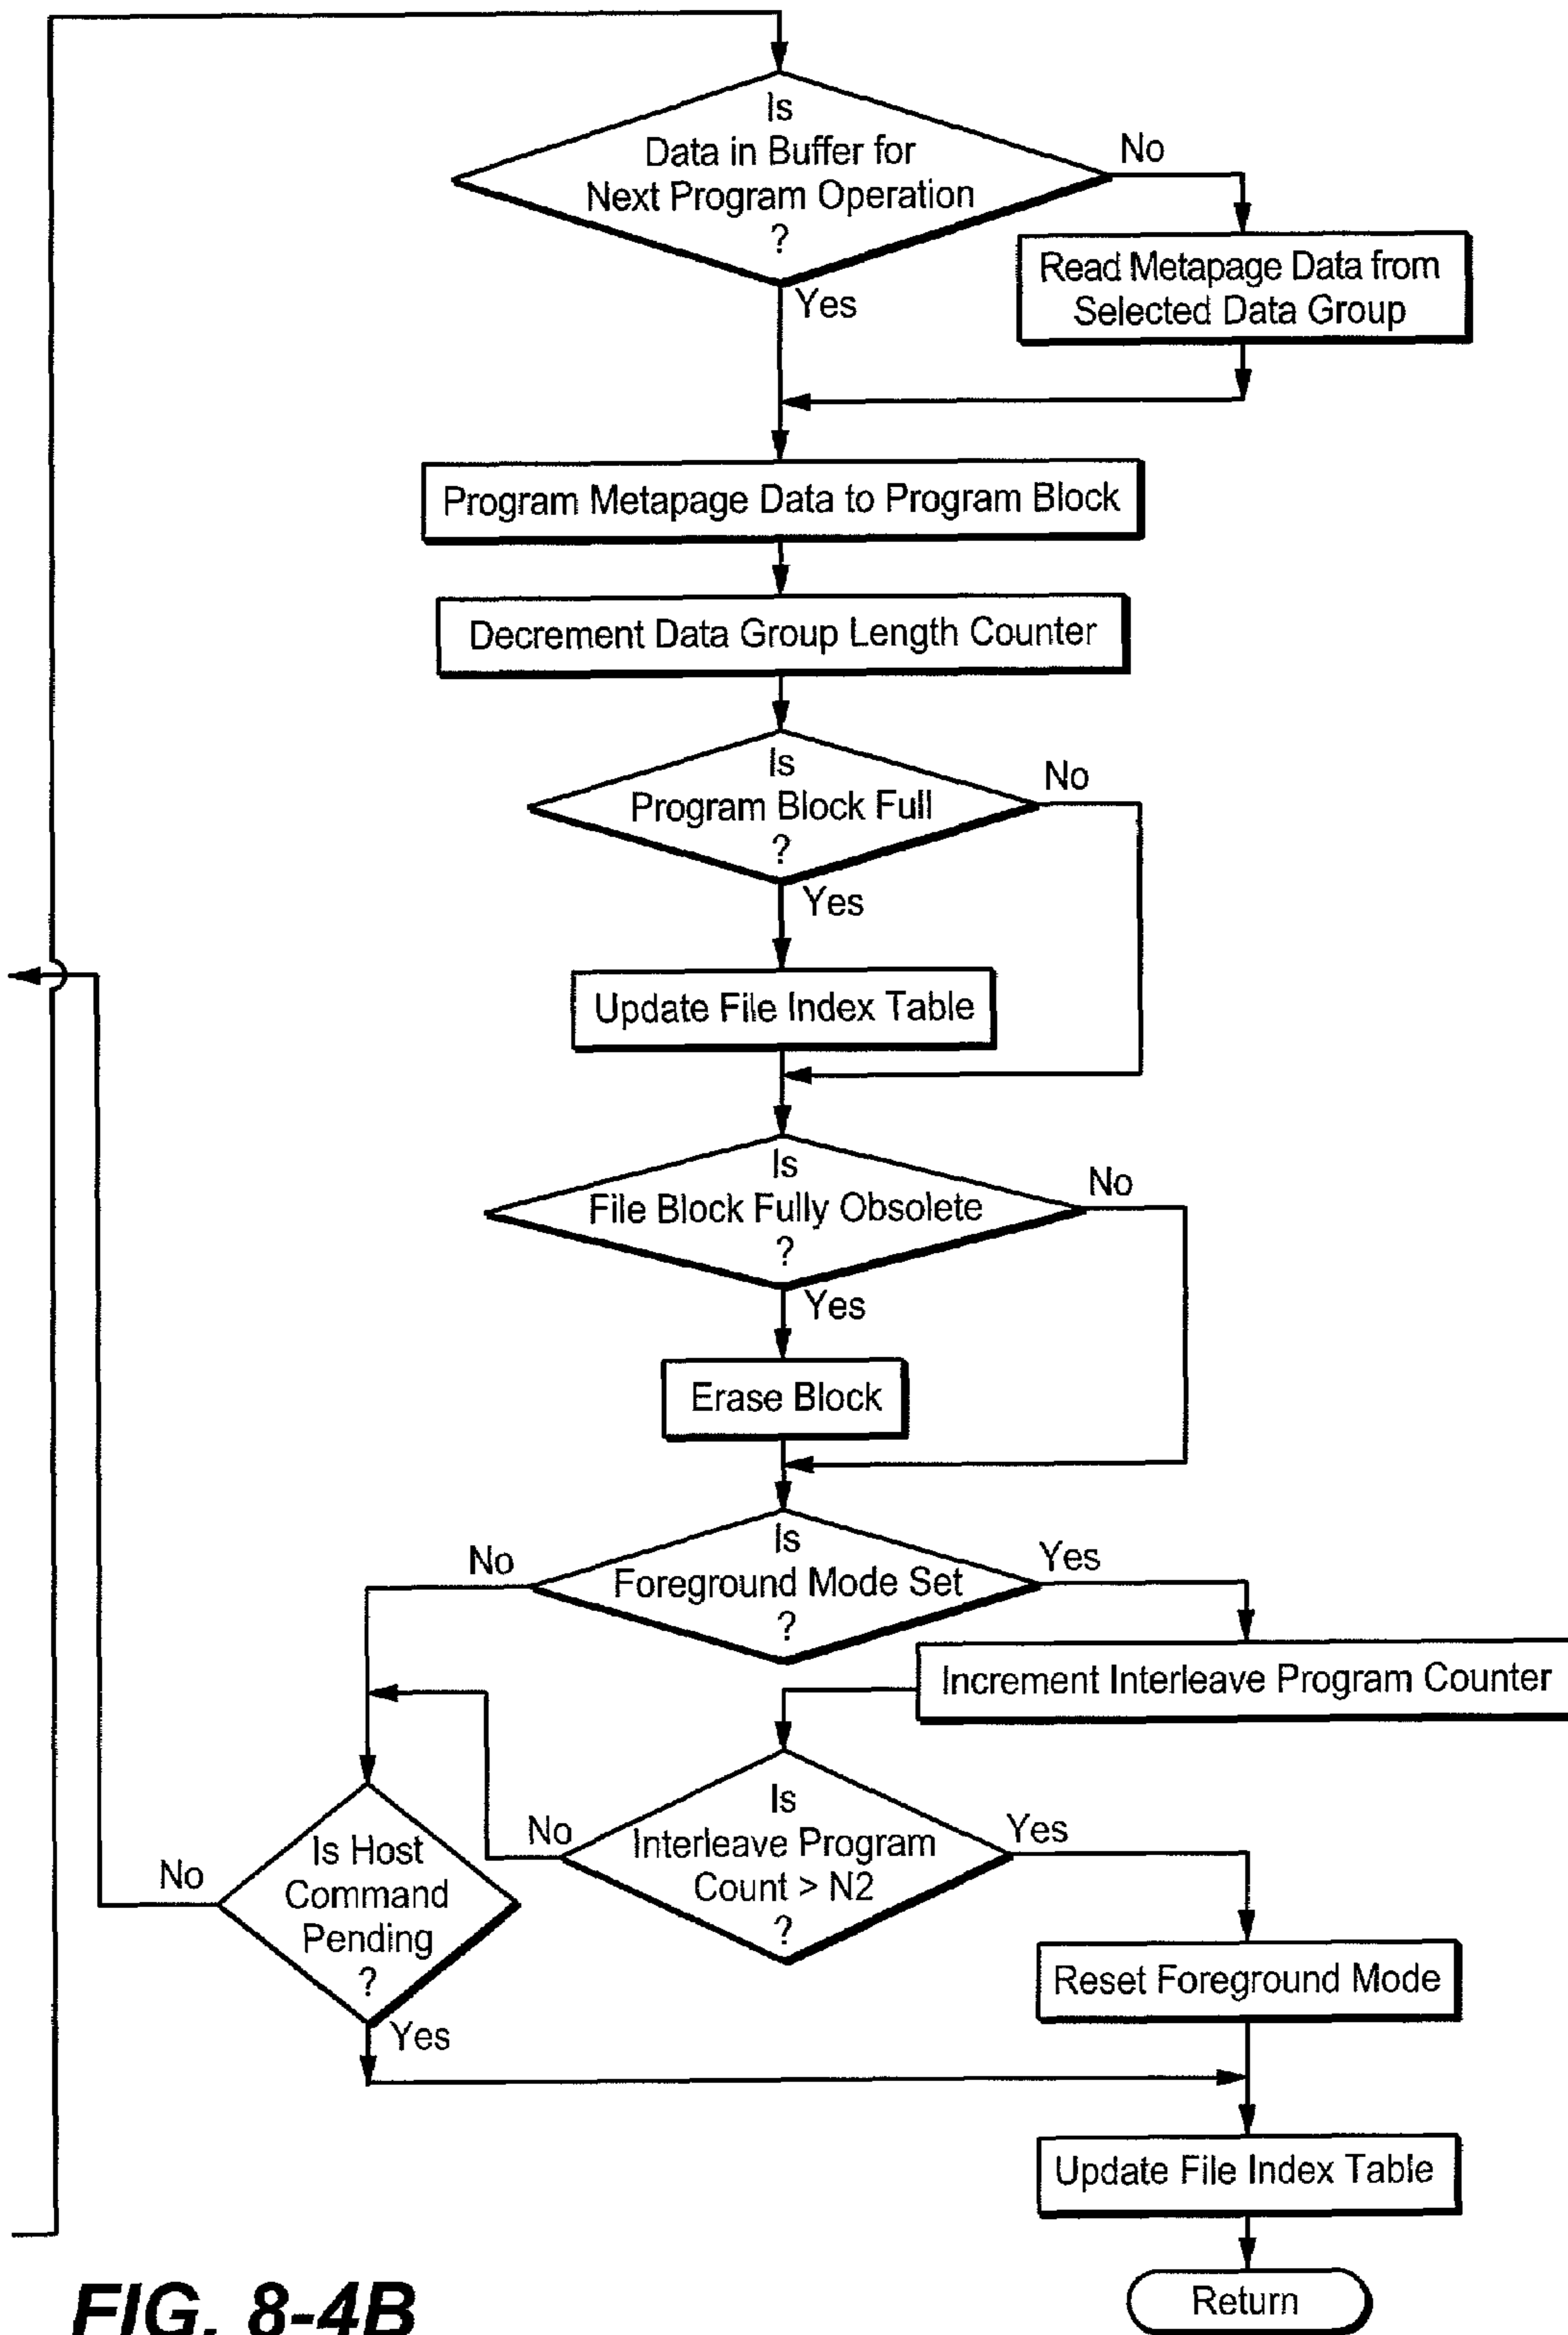 Is
Data in Buffer for
Next Program Operation
?
No
Yes
Read Metapage Data from
Selected Data Group
Program Metapage Data to Program Block
Decrement Data Group Length Counter
Is
Program Block Full
?
No
Yes
Update File Index Table
Is
File Block Fully Obsolete
?
No
Yes
Erase Block
Is
Foreground Mode Set
?
No
Yes
Increment Interleave Program Counter
Is
Interleave Program
Count > N2
?
No
Yes
Is Host
Command
Pending
?
No
Yes
Reset Foreground Mode
Update File Index Table
Return
FIG. 8-4B